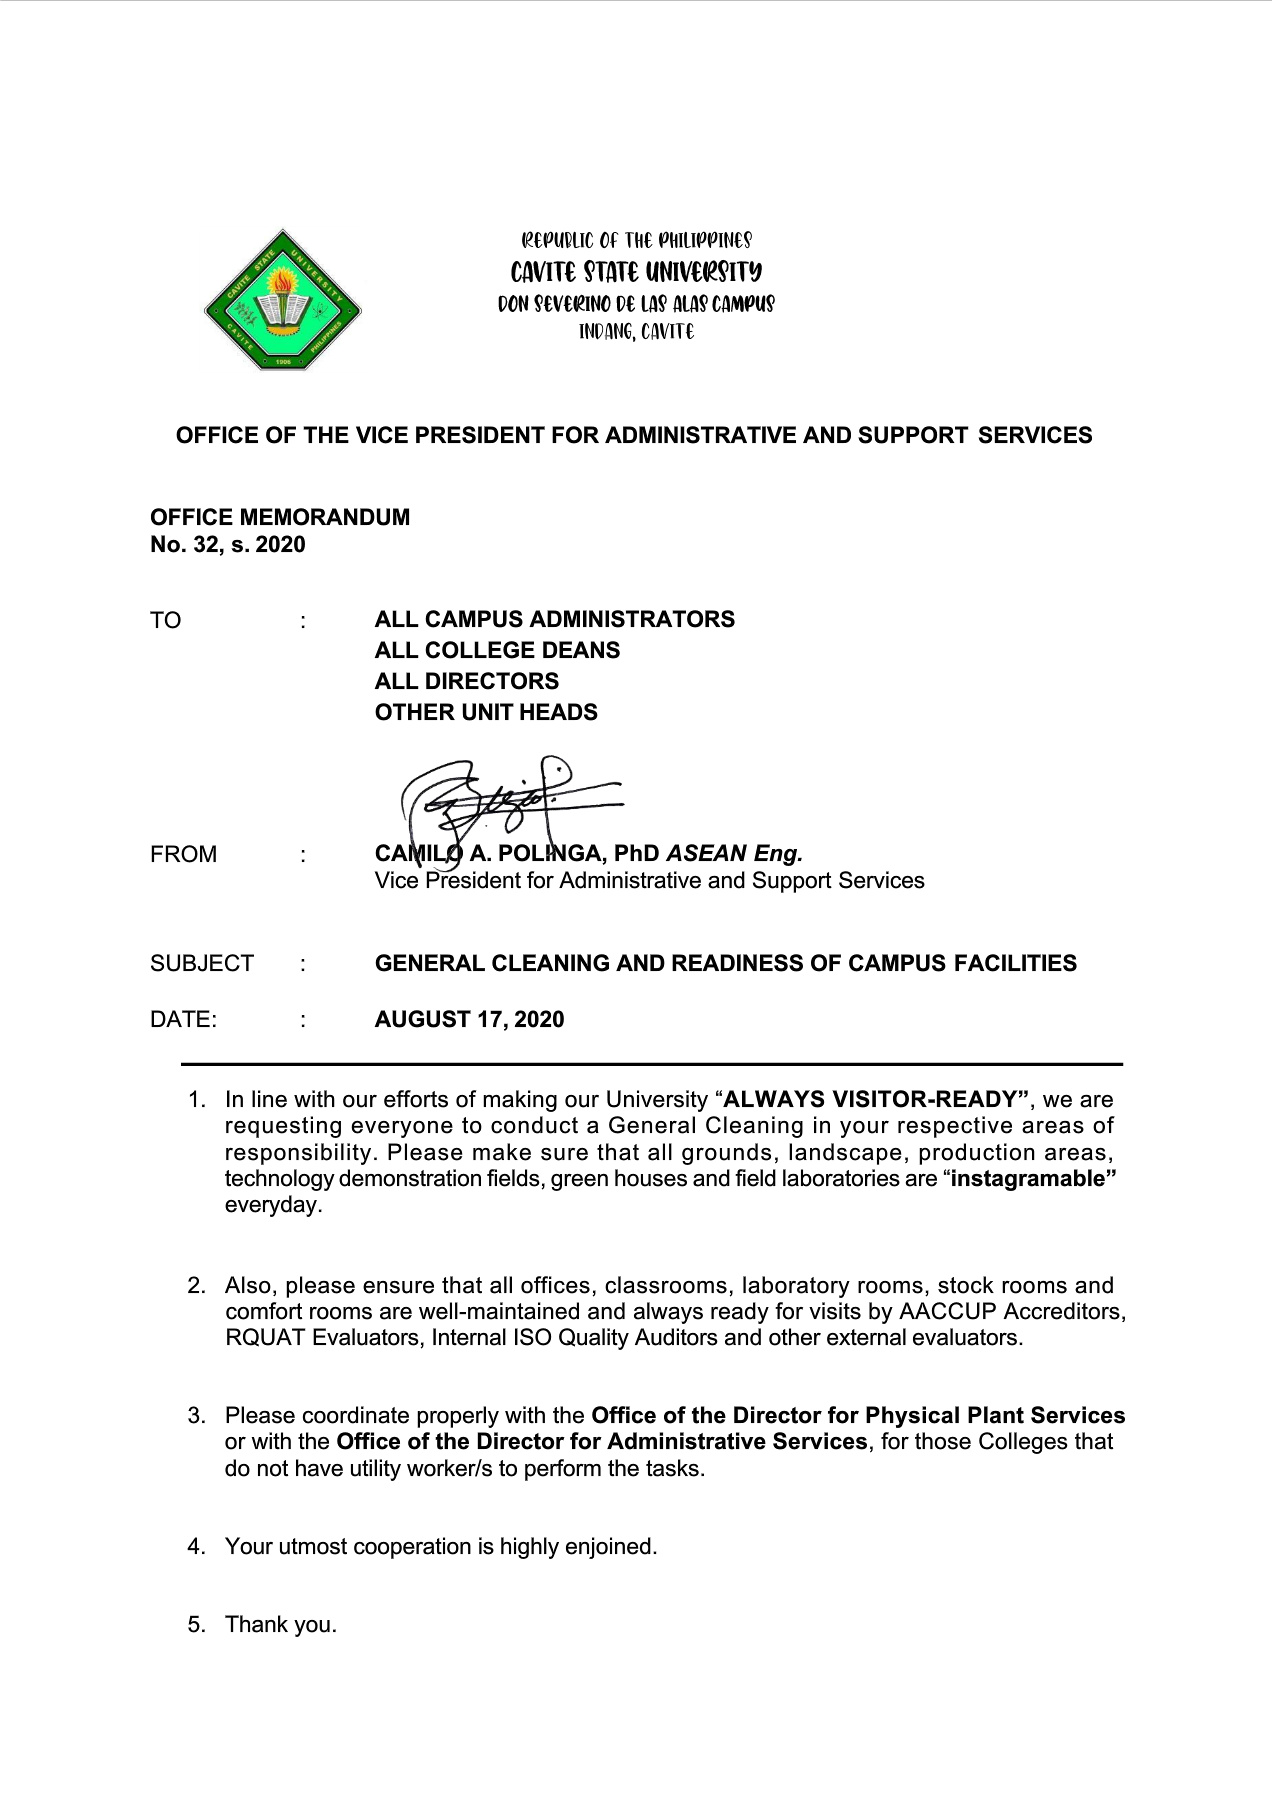 REPUBLIC OF THE PHILIPPINES
CAVITE STATE UNIVERSITY
DON SEVERINO DE LAS ALAS CAMPUS
INDANG, CAVITE
CAVITE STATE UNIVERSITY
CAVITE PHILIPPINES
1906
OFFICE OF THE VICE PRESIDENT FOR ADMINISTRATIVE AND SUPPORT SERVICES
OFFICE MEMORANDUM
No. 32, s. 2020
TO : ALL CAMPUS ADMINISTRATORS
ALL COLLEGE DEANS
ALL DIRECTORS
OTHER UNIT HEADS
FROM : CAMILO A. POLINGA, PhD ASEAN Eng.
Vice President for Administrative and Support Services
SUBJECT : GENERAL CLEANING AND READINESS OF CAMPUS FACILITIES
DATE: : AUGUST 17, 2020
1. In line with our efforts of making our University “ALWAYS VISITOR-READY”, we are
requesting everyone to conduct a General Cleaning in your respective areas of
responsibility. Please make sure that all grounds, landscape, production areas,
technology demonstration fields, green houses and field laboratories are “instagramable”
everyday.
2. Also, please ensure that all offices, classrooms, laboratory rooms, stock rooms and
comfort rooms are well-maintained and always ready for visits by AACCUP Accreditors,
RQUAT Evaluators, Internal ISO Quality Auditors and other external evaluators.
3. Please coordinate properly with the Office of the Director for Physical Plant Services
or with the Office of the Director for Administrative Services, for those Colleges that
do not have utility worker/s to perform the tasks.
4. Your utmost cooperation is highly enjoined.
5. Thank you.